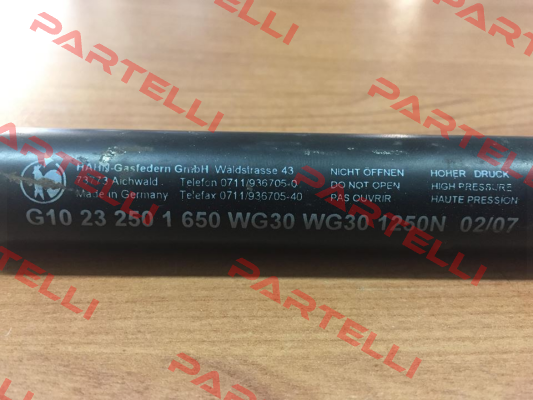 PARTELLI
PARTELLI
PARTELLI
HAHN-Gasfedern GmbH Waldstrasse 43
73773 Aichwald. Telefon 0711/936705-0
Made in Germany Telefax 0711/936705-40
NICHT ÖFFNEN HOHER DRUCK
DO NOT OPEN HIGH PRESSURE
PAS OUVRIR HAUTE PRESSION
G10 23 250 1 650 WG30 WG30 1250N 02/07
PARTELLI
PARTELLI
PARTELLI